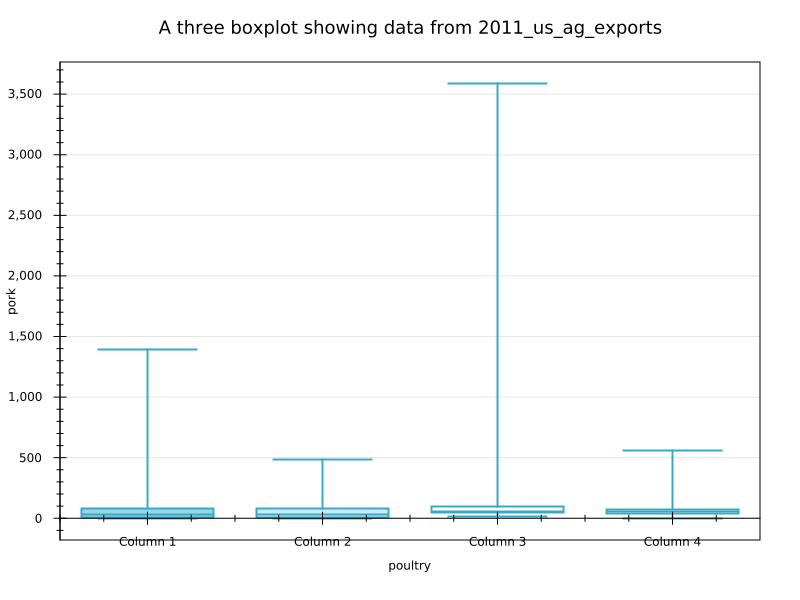 A three boxplot showing data from 2011_us_ag_exports
3,500
3,000
2,500
2,000
pork
1,500
1,000
500
0
Column 1 Column 2 Column 3 Column 4
poultry